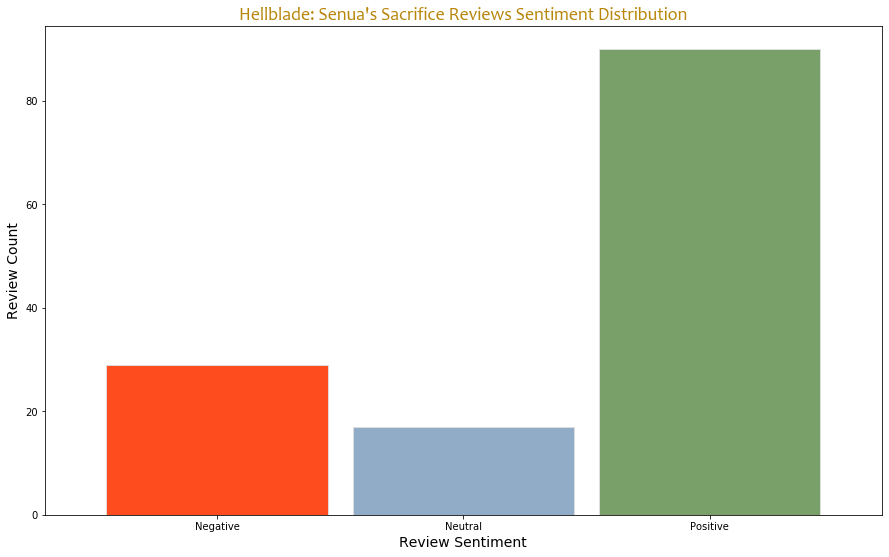 Hellblade: Senua's Sacrifice Reviews Sentiment Distribution
Review Count
80
60
40
20
0
Negative
Neutral
Positive
Review Sentiment